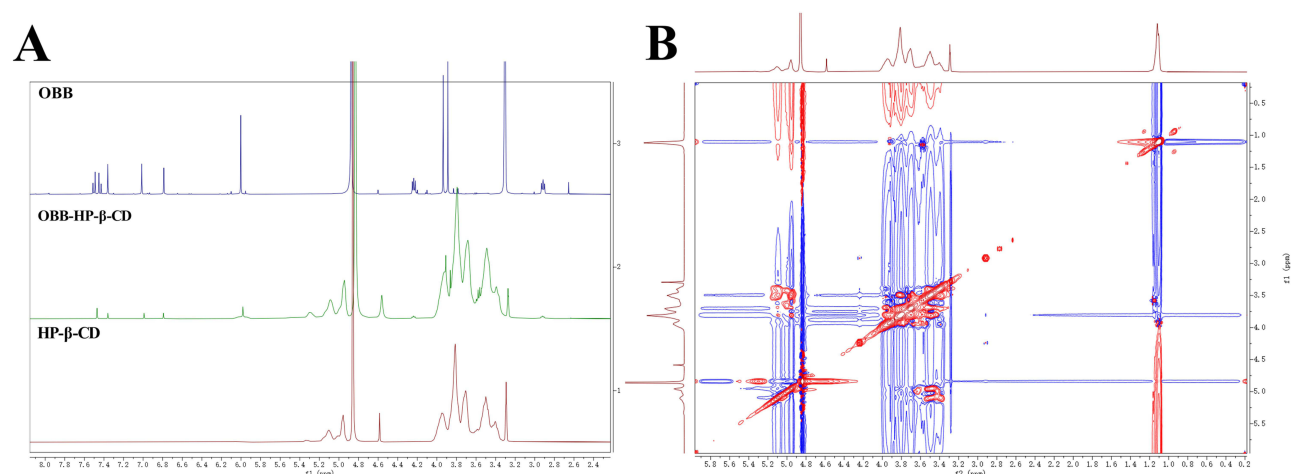 A
OBB
3
OBB-HP-β-CD
2
HP-β-CD
1
8.0 7.8 7.6 7.4 7.2 7.0 6.8 6.6 6.4 6.2 6.0 5.8 5.6 5.4 5.2 5.0 4.8 4.6 4.4 4.2 4.0 3.8 3.6 3.4 3.2 3.0 2.8 2.6 2.4
f1 (ppm)
B
0.5
1.0
1.5
2.0
2.5
3.0
3.5
4.0
4.5
5.0
5.5
f1 (ppm)
5.8 5.6 5.4 5.2 5.0 4.8 4.6 4.4 4.2 4.0 3.8 3.6 3.4 3.2 3.0 2.8 2.6 2.4 2.2 2.0 1.8 1.6 1.4 1.2 1.0 0.8 0.6 0.4 0.2
f2 (ppm)